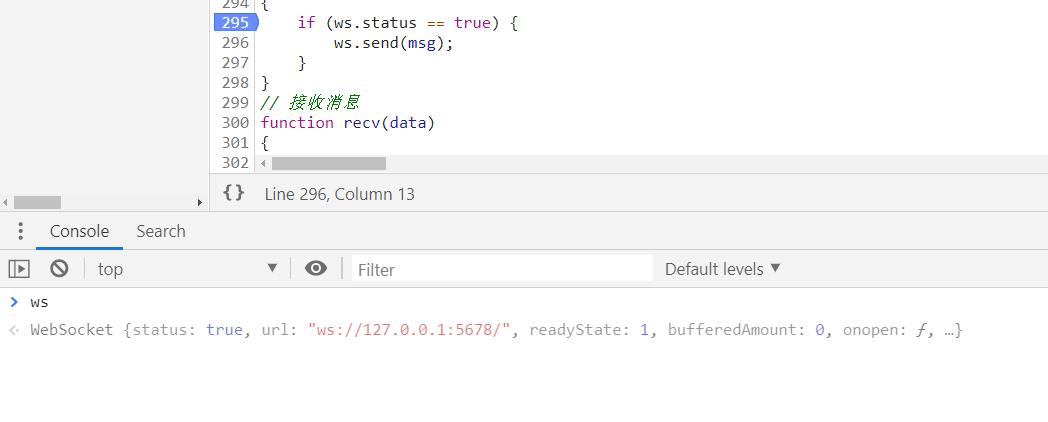 294 {
295 if (ws.status == true) {
296 ws.send(msg);
297 }
298 }
299 // 接收消息
300 function recv(data)
301 {
302
{} Line 296, Column 13
Console Search
top Filter Default levels
> ws
WebSocket {status: true, url: "ws://127.0.0.1:5678/", readyState: 1, bufferedAmount: 0, onopen: ƒ, …}